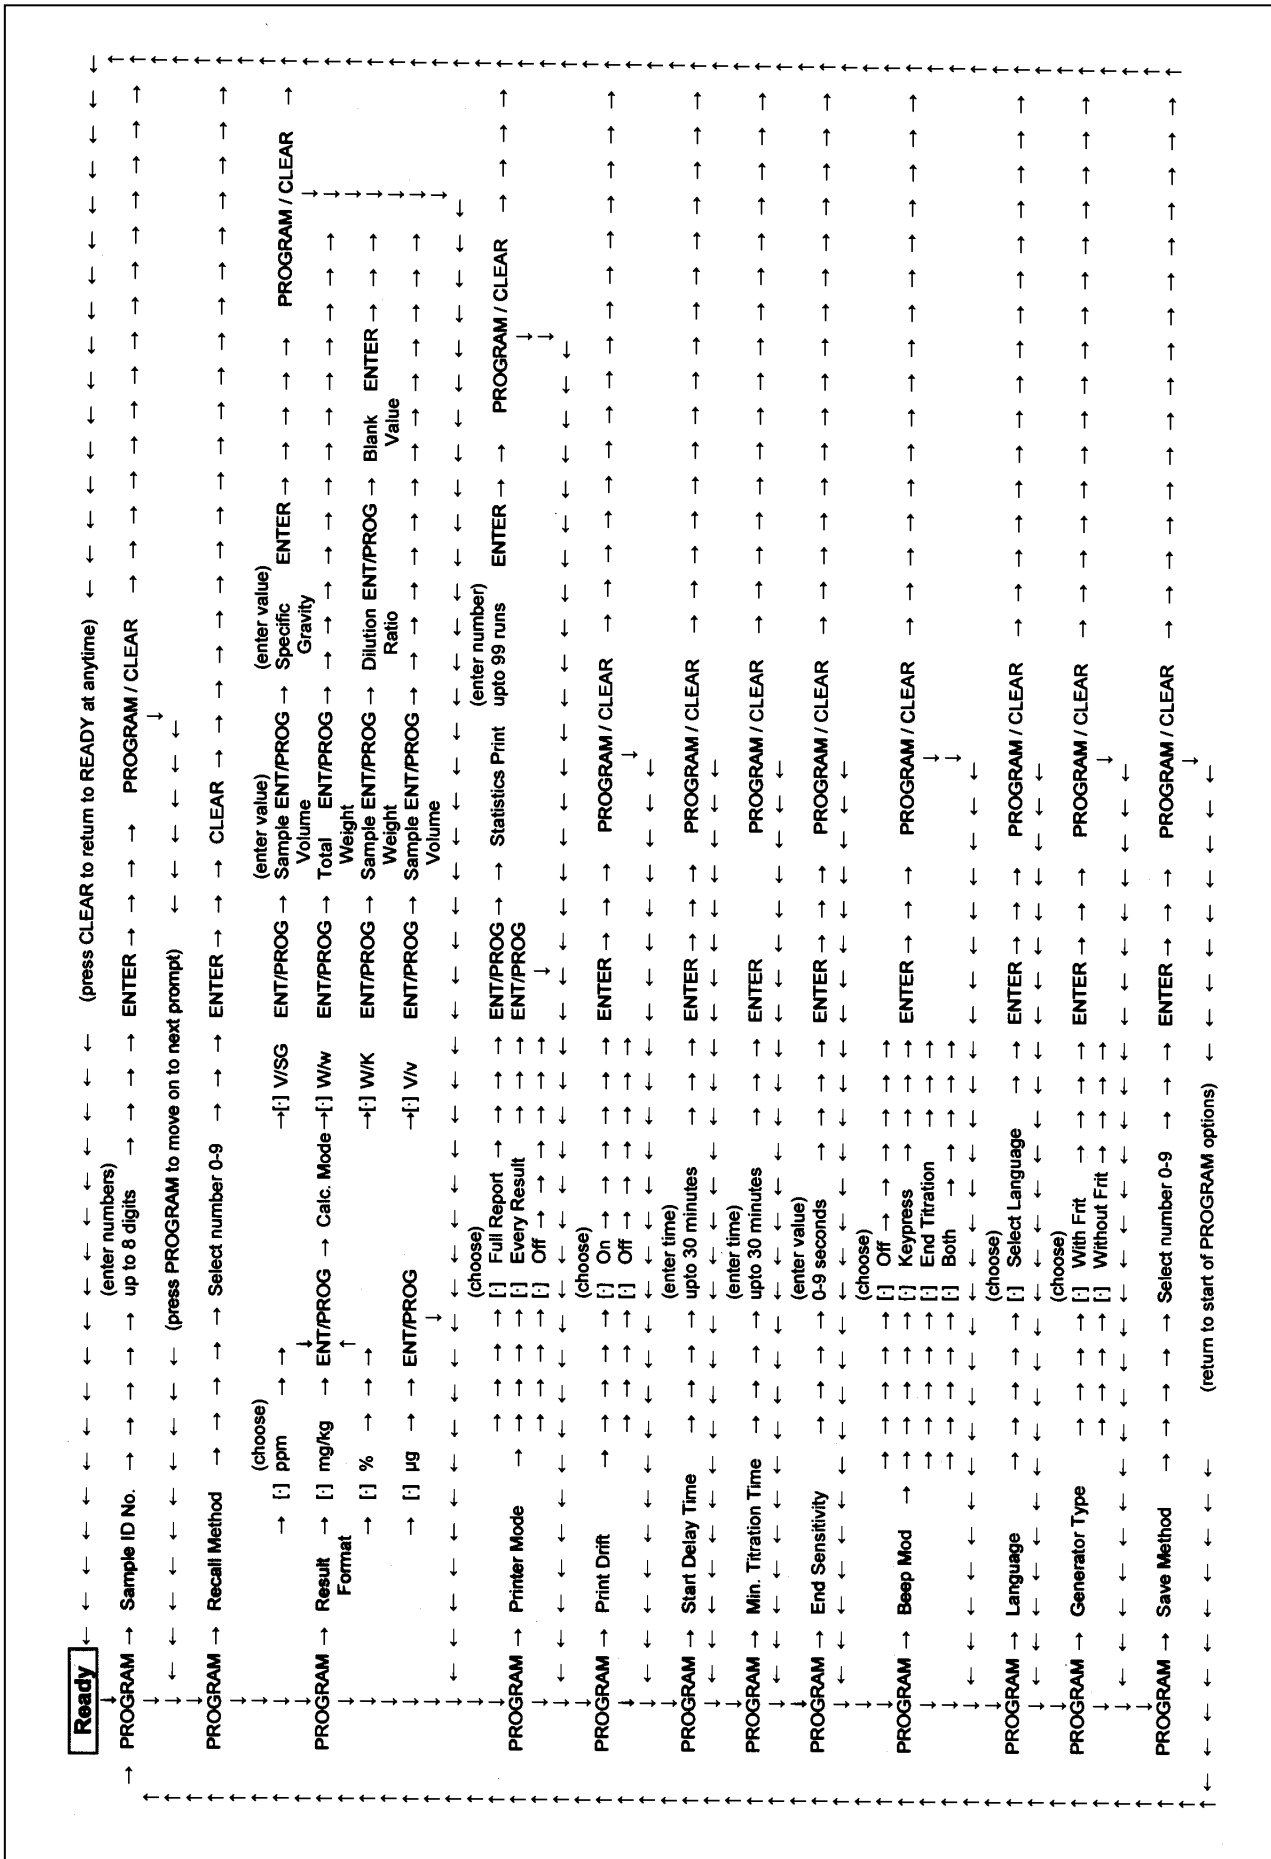 Ready ← ← ← ← ← ← ← ← ← ← ← ← ← ← ← ← ← (press CLEAR to return to READY at anytime) ← ← ← ← ← ← ← ← ← ← ← ← ← ← ←
(enter numbers)
PROGRAM → Sample ID No. → → → → → up to 8 digits → → → → ENTER → → → → PROGRAM / CLEAR → → → → → → → → → → →
(press PROGRAM to move on to next prompt)
PROGRAM → Recall Method → → → → → → Select number 0-9 → → → → ENTER → → → CLEAR → → → → → → → → → → →
(choose) (enter value) (enter value)
→ [·] ppm → → → →[·] V/SG ENT/PROG → Sample ENT/PROG → Specific ENTER → → → → → → PROGRAM / CLEAR →
Volume Gravity
PROGRAM → Result → [·] mg/kg → ENT/PROG → Calc. Mode →[·] W/w ENT/PROG → Total ENT/PROG → → → → → → → → → →
Format Weight
→ [·] % → → → → →[·] W/K ENT/PROG → Sample ENT/PROG → Dilution ENT/PROG → Blank ENTER → → → →
Weight Ratio Value
→ [·] µg → → → ENT/PROG →[·] V/v ENT/PROG → Sample ENT/PROG → → → → → → → → → →
Volume
(choose) (enter number)
→ → → → [·] Full Report → → → ENT/PROG → → Statistics Print upto 99 runs ENTER → → PROGRAM / CLEAR → → → →
PROGRAM → Printer Mode → → → → → [·] Every Result → → → ENT/PROG
→ → → → [·] Off → → → → → →
(choose)
PROGRAM → Print Drift → → → → → [·] On → → → → → ENTER → → → PROGRAM / CLEAR → → → → → → → → → →
→ → → → [·] Off → → → → →
(enter time)
PROGRAM → Start Delay Time → → → → upto 30 minutes → → → ENTER → → → PROGRAM / CLEAR → → → → → → → → → →
(enter time)
PROGRAM → Min. Titration Time → → → → upto 30 minutes → → → ENTER PROGRAM / CLEAR → → → → → → → → → →
(enter value)
PROGRAM → End Sensitivity → → → → 0-9 seconds → → → → ENTER → → → PROGRAM / CLEAR → → → → → → → → → →
(choose)
→ → → → → [·] Off → → → → → →
PROGRAM → Beep Mod → → → → → → [·] Keypress → → → → ENTER → → → PROGRAM / CLEAR → → → → → → → → → →
→ → → → → [·] End Titration → → →
→ → → → → [·] Both → → → → →
(choose)
PROGRAM → Language → → → → → [·] Select Language → → → ENTER → → → PROGRAM / CLEAR → → → → → → → → → →
(choose)
PROGRAM → Generator Type → → → → [·] With Frit → → → → ENTER → → → PROGRAM / CLEAR → → → → → → → → → →
→ → → → [·] Without Frit → → → →
PROGRAM → Save Method → → → → → Select number 0-9 → → → → ENTER → → → PROGRAM / CLEAR → → → → → → → → → →
(return to start of PROGRAM options)